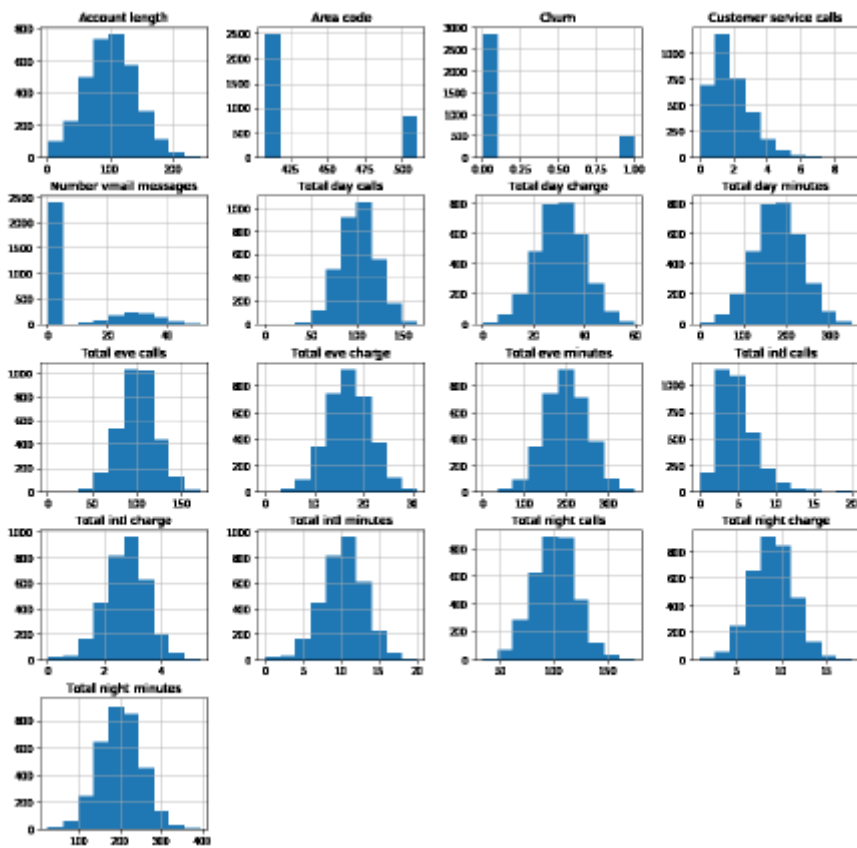 Account length
800
600
400
200
0
0 100 200
Area code
2500
2000
1500
1000
500
0
425 450 475 500
Churn
3000
2500
2000
1500
1000
500
0
0.00 0.25 0.50 0.75 1.00
Customer service calls
1000
750
500
250
0
0 2 4 6 8
Number vmail messages
2500
2000
1500
1000
500
0
0 20 40
Total day calls
1000
800
600
400
200
0
0 50 100 150
Total day charge
800
600
400
200
0
0 20 40 60
Total day minutes
800
600
400
200
0
0 100 200 300
Total eve calls
1000
800
600
400
200
0
0 50 100 150
Total eve charge
800
600
400
200
0
0 10 20 30
Total eve minutes
800
600
400
200
0
0 100 200 300
Total intl calls
1000
750
500
250
0
0 5 10 15 20
Total intl charge
1000
800
600
400
200
0
0 2 4
Total intl minutes
1000
800
600
400
200
0
0 5 10 15 20
Total night calls
800
600
400
200
0
50 100 150
Total night charge
800
600
400
200
0
5 10 15
Total night minutes
800
600
400
200
0
100 200 300 400